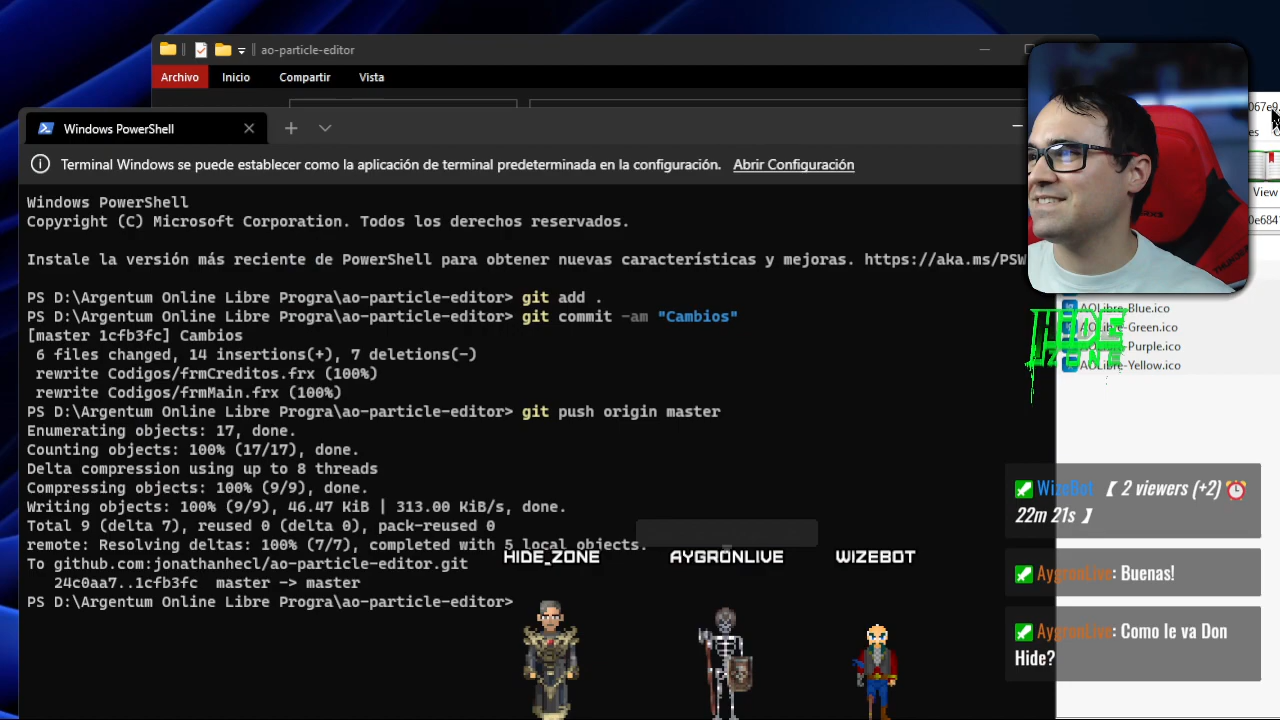 ao-particle-editor
Archivo Inicio Compartir Vista
Windows PowerShell
Terminal Windows se puede establecer como la aplicación de terminal predeterminada en la configuración. Abrir Configuración
Windows PowerShell
Copyright (C) Microsoft Corporation. Todos los derechos reservados.
Instale la versión más reciente de PowerShell para obtener nuevas características y mejoras. https://aka.ms/PSW
PS D:\Argentum Online Libre Progra\ao-particle-editor> git add .
PS D:\Argentum Online Libre Progra\ao-particle-editor> git commit -am "Cambios"
[master 1cfb3fc] Cambios
6 files changed, 14 insertions(+), 7 deletions(-)
rewrite Codigos/frmCreditos.frx (100%)
rewrite Codigos/frmMain.frx (100%)
PS D:\Argentum Online Libre Progra\ao-particle-editor> git push origin master
Enumerating objects: 17, done.
Counting objects: 100% (17/17), done.
Delta compression using up to 8 threads
Compressing objects: 100% (9/9), done.
Writing objects: 100% (9/9), 46.47 KiB | 313.00 KiB/s, done.
Total 9 (delta 7), reused 0 (delta 0), pack-reused 0
remote: Resolving deltas: 100% (7/7), completed with 5 local objects.
To github.com:jonathanhecl/ao-particle-editor.git
24c0aa7..1cfb3fc master -> master
PS D:\Argentum Online Libre Progra\ao-particle-editor>
HIDE_ZONE AYGRONLIVE WIZEBOT
067e9
es
View
0e6841
AOLibre-Blue.ico
AOLibre-Green.ico
AOLibre-Purple.ico
AOLibre-Yellow.ico
HIDE
ZONE
WizeBot 【 2 viewers (+2) ⏰
22m 21s 】
AygronLive: Buenas!
AygronLive: Como le va Don
Hide?